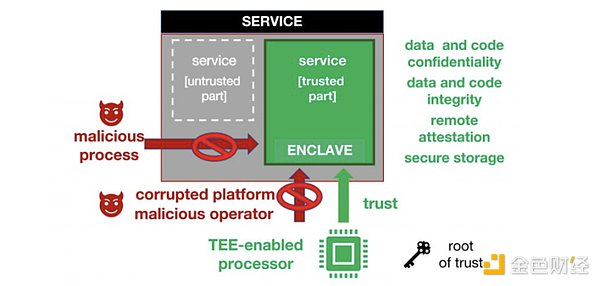 SERVICE
service
[untrusted
part]
service
[trusted
part]
ENCLAVE
data and code
confidentiality
data and code
integrity
remote
attestation
secure storage
malicious
process
corrupted platform
malicious operator
trust
TEE-enabled
processor
root
of trust
金色财经